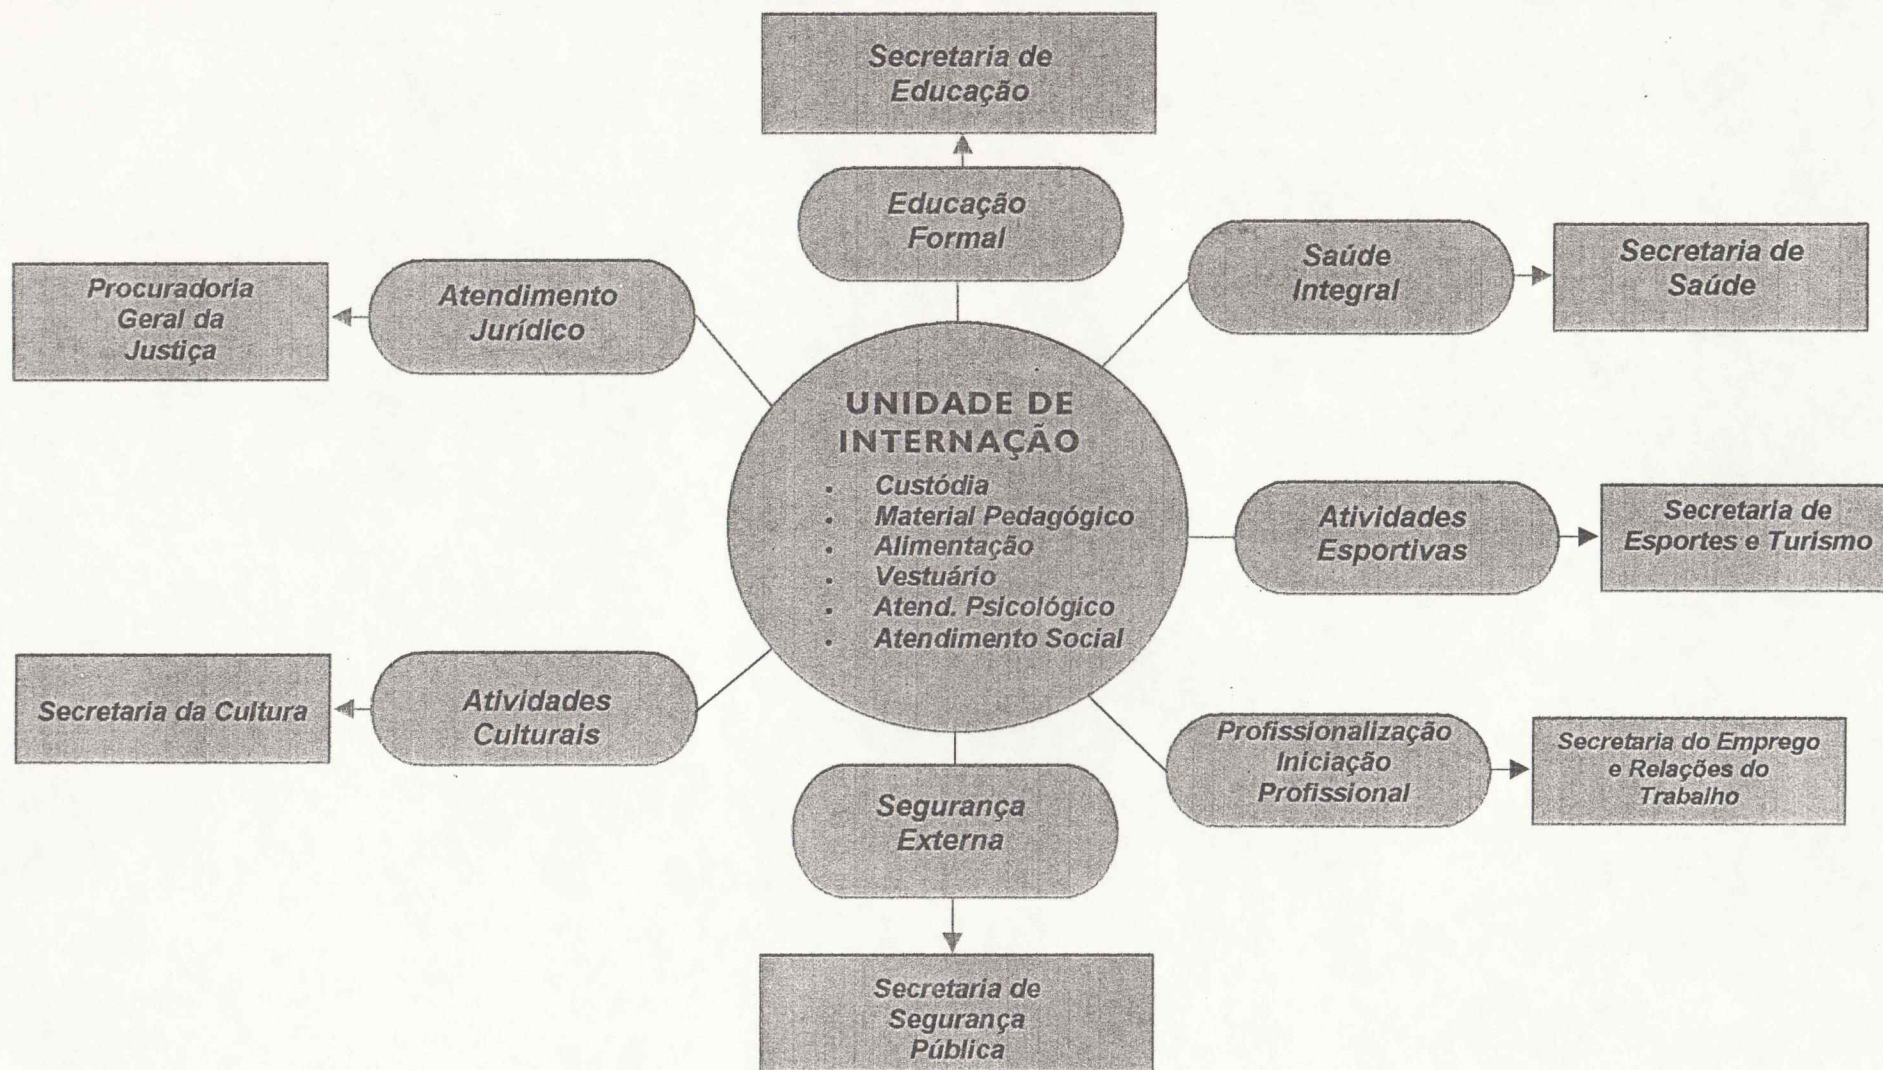 Secretaria de
Educação
Educação
Formal
Saúde
Integral
Secretaria de
Saúde
Procuradoria
Geral da
Justiça
Atendimento
Jurídico
UNIDADE DE
INTERNAÇÃO
• Custódia
• Material Pedagógico
• Alimentação
• Vestuário
• Atend. Psicológico
• Atendimento Social
Atividades
Esportivas
Secretaria de
Esportes e Turismo
Secretaria da Cultura
Atividades
Culturais
Profissionalização
Iniciação
Profissional
Secretaria do Emprego
e Relações do
Trabalho
Segurança
Externa
Secretaria de
Segurança
Pública